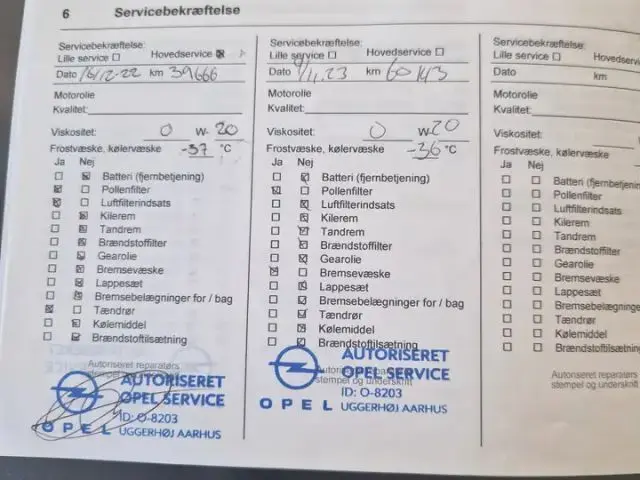 6 Servicebekræftelse
Servicebekræftelse:
Lille service Hovedservice
Dato 16/12-22 km 39666
Motorolie
Kvalitet:
Viskositet: 0 W- 20
Frostvæske, kølervæske -37 °C
Ja Nej
Batteri (fjernbetjening)
Pollenfilter
Luftfilterindsats
Kilerem
Tandrem
Brændstoffilter
Gearolie
Bremsevæske
Lappesæt
Bremsebelægninger for / bag
Tændrør
Kølemiddel
Brændstoftilsætning
Autoriseret reparatørs
AUTORISERET
OPEL SERVICE
ID: O-8203
OPEL UGGERHØJ AARHUS
Servicebekræftelse:
Lille service Hovedservice
Dato km 60143
Motorolie
Kvalitet:
Viskositet: 0 W- 20
Frostvæske, kølervæske -36 °C
Ja Nej
Batteri (fjernbetjening)
Pollenfilter
Luftfilterindsats
Kilerem
Tandrem
Brændstoffilter
Gearolie
Bremsevæske
Lappesæt
Bremsebelægninger for / bag
Tændrør
Kølemiddel
Brændstoftilsætning
AUTORISERET
stempel og underskrift
OPEL SERVICE
ID: O-8203
OPEL UGGERHØJ AARHUS
Servicebekræftelse:
Lille service Hovedserv
Dato km
Motorolie
Kvalitet:
Viskositet:
Frostvæske, kølervæske
Ja Nej
Batteri (fjernbetjen
Pollenfilter
Luftfilterindsats
Kilerem
Tandrem
Brændstoffilter
Gearolie
Bremsevæske
Lappesæt
Bremsebelægninge
Tændrør
Kølemiddel
Brændstoftilsætnin
Autoriseret reparatørs
stempel og underskrift